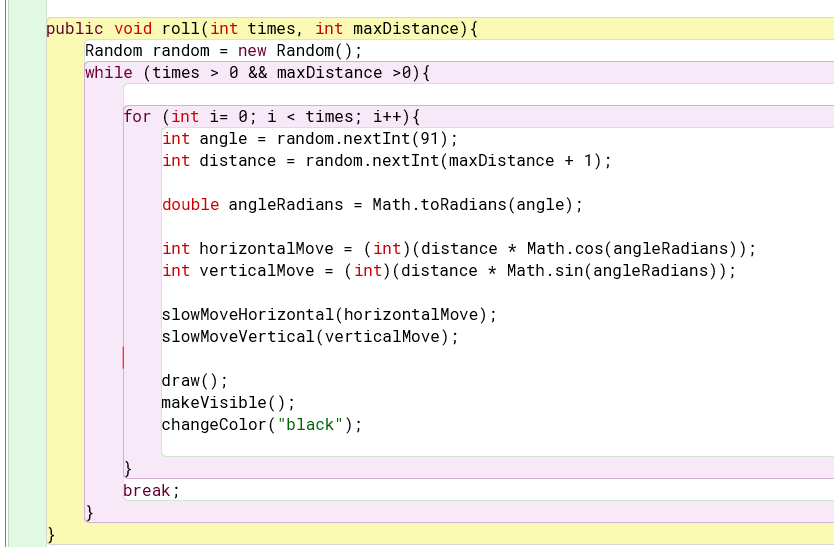 public void roll(int times, int maxDistance){
Random random = new Random();
while (times > 0 && maxDistance >0){
for (int i= 0; i < times; i++){
int angle = random.nextInt(91);
int distance = random.nextInt(maxDistance + 1);
double angleRadians = Math.toRadians(angle);
int horizontalMove = (int)(distance * Math.cos(angleRadians));
int verticalMove = (int)(distance * Math.sin(angleRadians));
slowMoveHorizontal(horizontalMove);
slowMoveVertical(verticalMove);
draw();
makeVisible();
changeColor("black");
}
break;
}
}